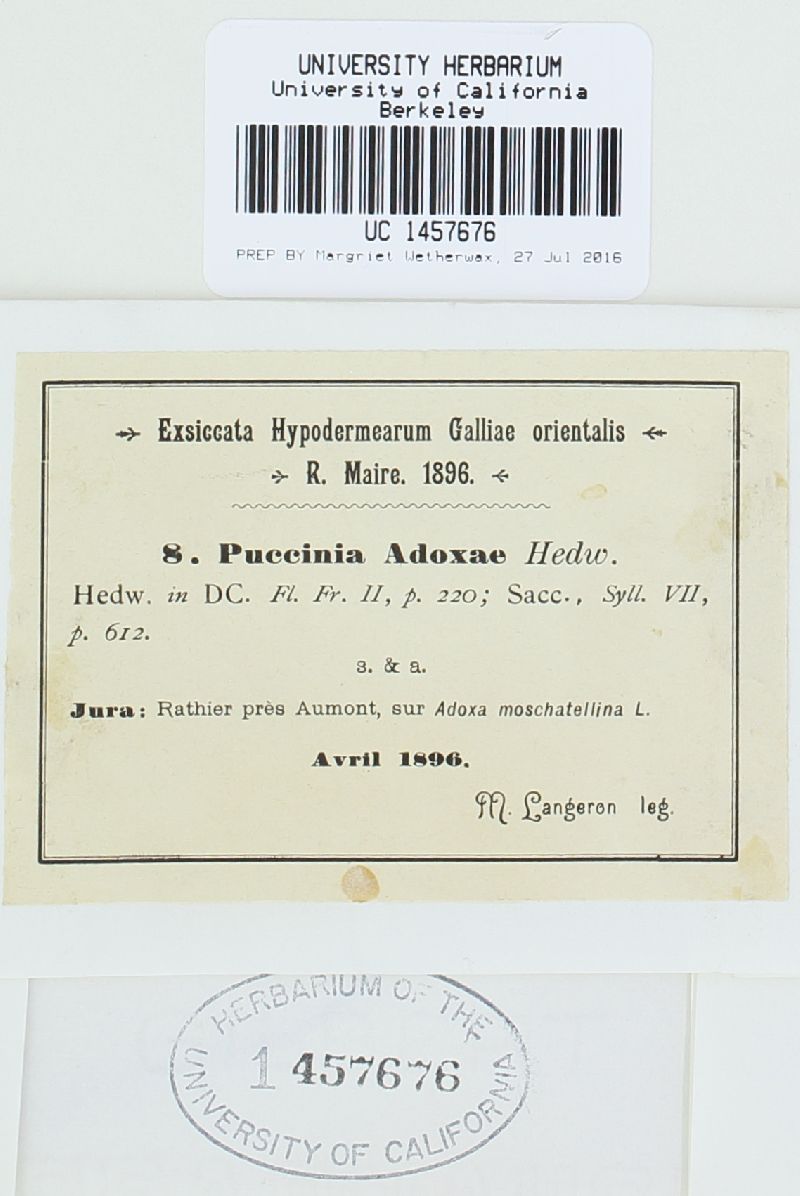 UNIVERSITY HERBARIUM
University of California
Berkeley
UC 1457676
PREP BY Margriet Wetherwax, 27 Jul 2016
Exsiccata Hypodermearum Galliae orientalis
R. Maire. 1896.
8. Puccinia Adoxae Hedw.
Hedw. in DC. Fl. Fr. II, p. 220; Sacc., Syll. VII,
p. 612.
s. & a.
Jura: Rathier près Aumont, sur Adoxa moschatellina L.
Avril 1896.
M. Langeron leg.
HERBARIUM OF THE
1 457676
UNIVERSITY OF CALIFORNIA